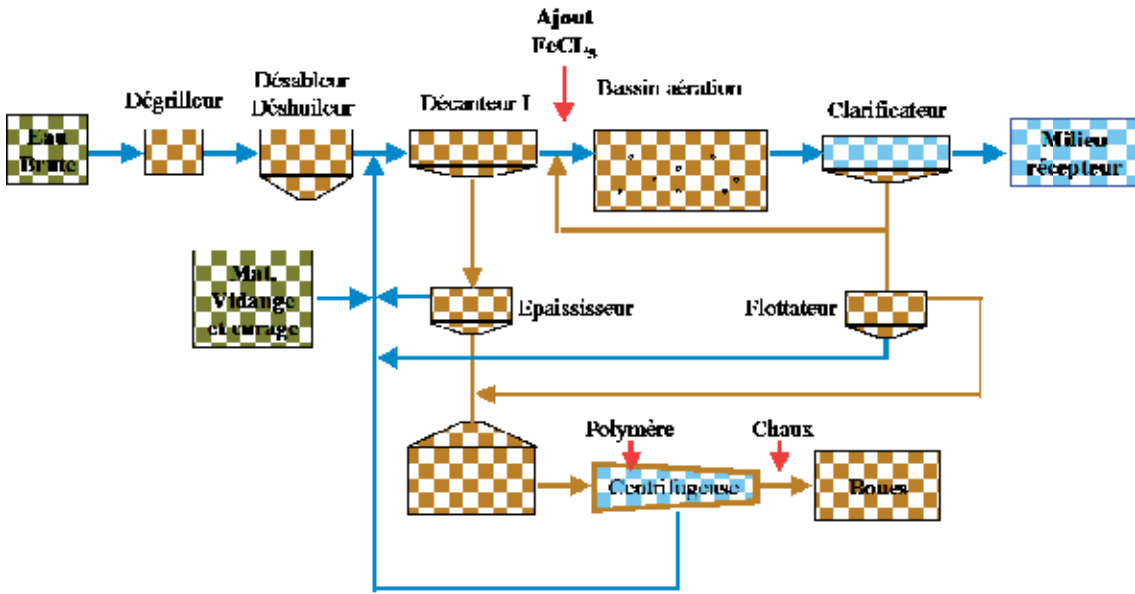 Ajout
FeCL3
Désableur
Déshuileur
Dégrilleur
Décanteur I
Bassin aération
Clarificateur
Eau
Brute
Milieu
récepteur
Mat.
Vidange
et curage
Epaississeur
Flottateur
Polymère
Chaux
Centrifugeuse
Boues